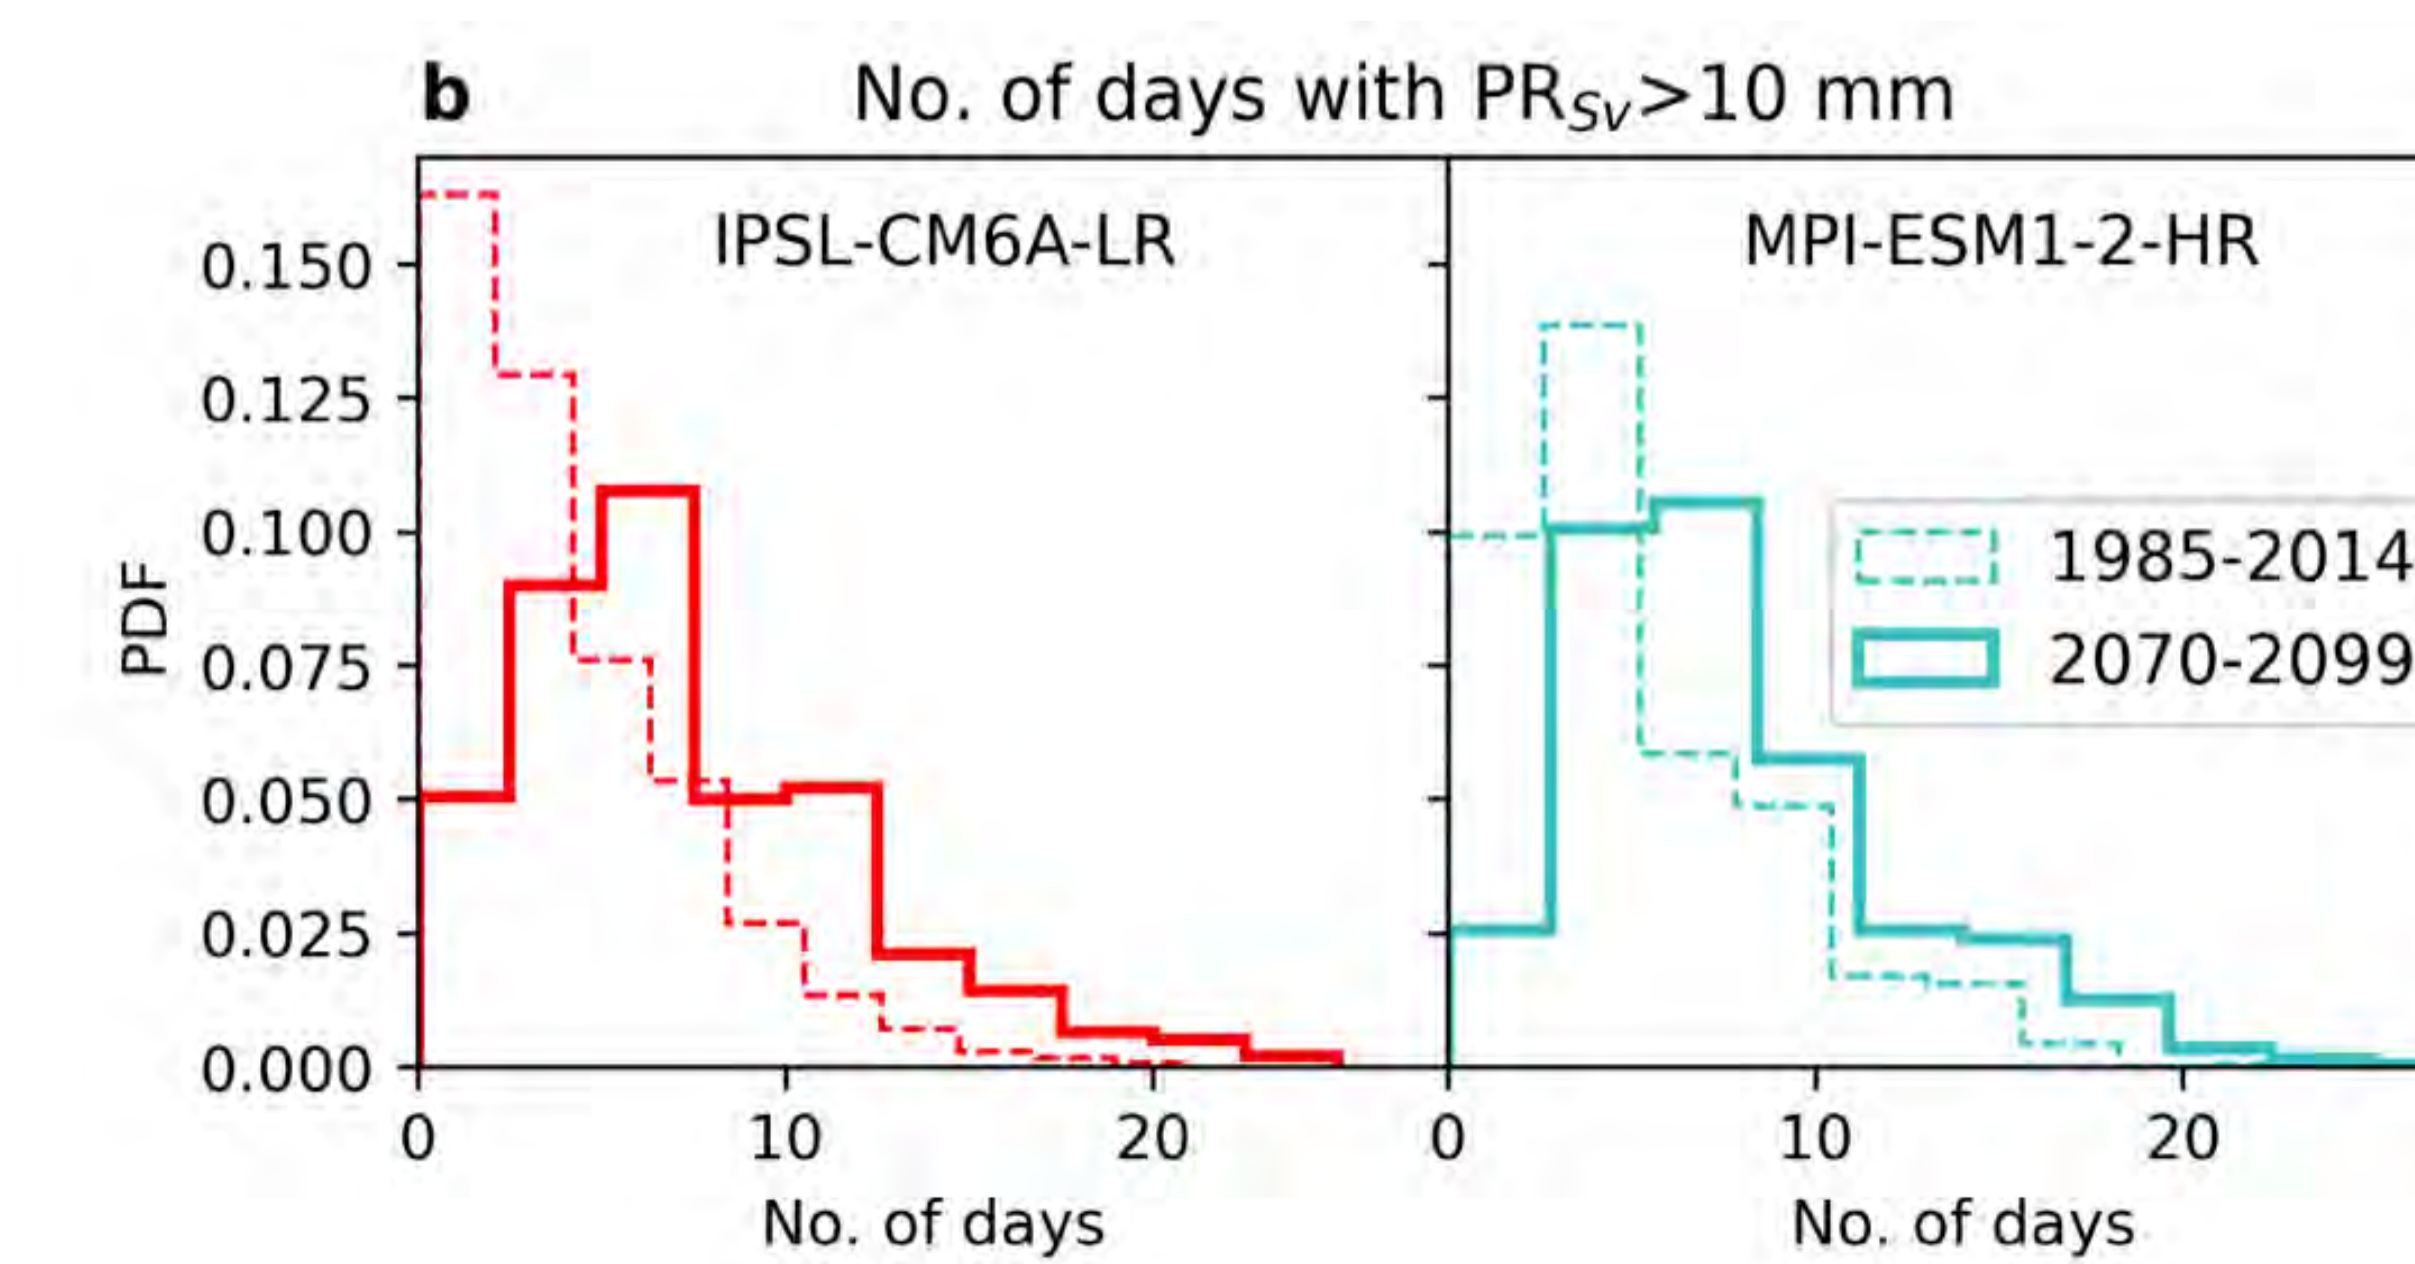 b No. of days with PRSv>10 mm
IPSL-CM6A-LR
MPI-ESM1-2-HR
PDF
0.150
0.125
0.100
0.075
0.050
0.025
0.000
1985-2014
2070-2099
0 10 20
0 10 20
No. of days
No. of days